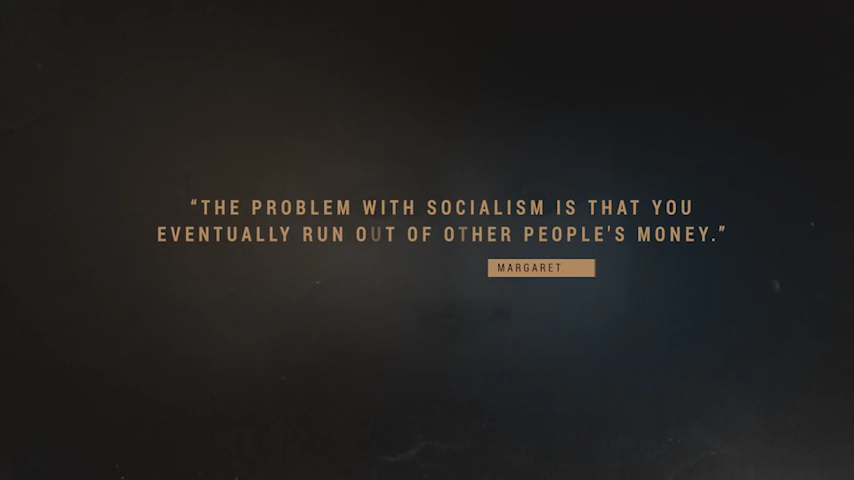 “THE PROBLEM WITH SOCIALISM IS THAT YOU
EVENTUALLY RUN OUT OF OTHER PEOPLE'S MONEY.”
MARGARET